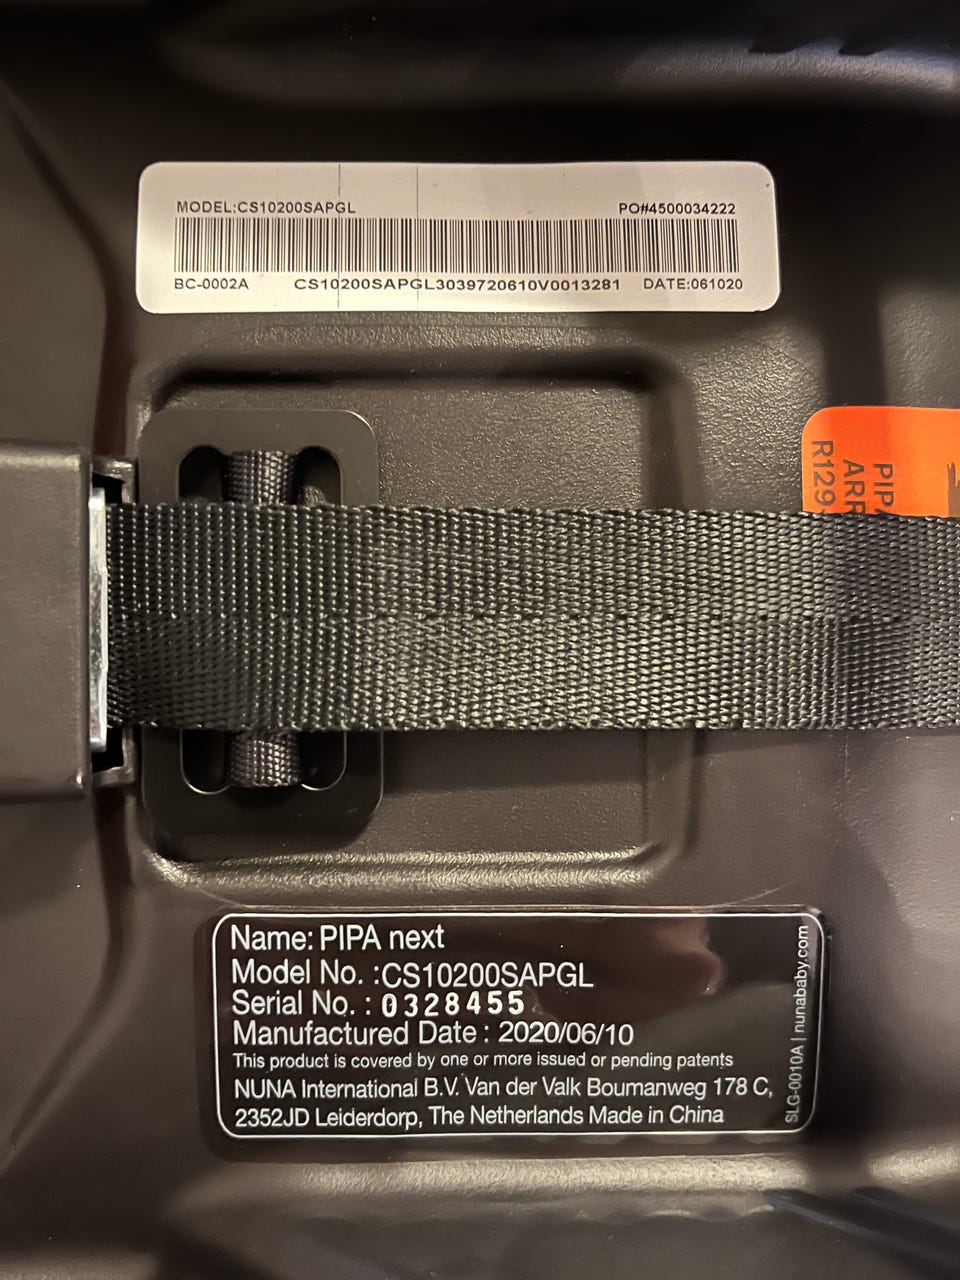 MODEL:CS10200SAPGL
PO#4500034222
BC-0002A
CS10200SAPGL3039720610V0013281
DATE:061020
R129
Name: PIPA next
Model No. :CS10200SAPGL
Serial No. : 0328455
Manufactured Date : 2020/06/10
This product is covered by one or more issued or pending patents
NUNA International B.V. Van der Valk Boumanweg 178 C,
2352JD Leiderdorp, The Netherlands Made in China
SLG-0010A | nunababy.com